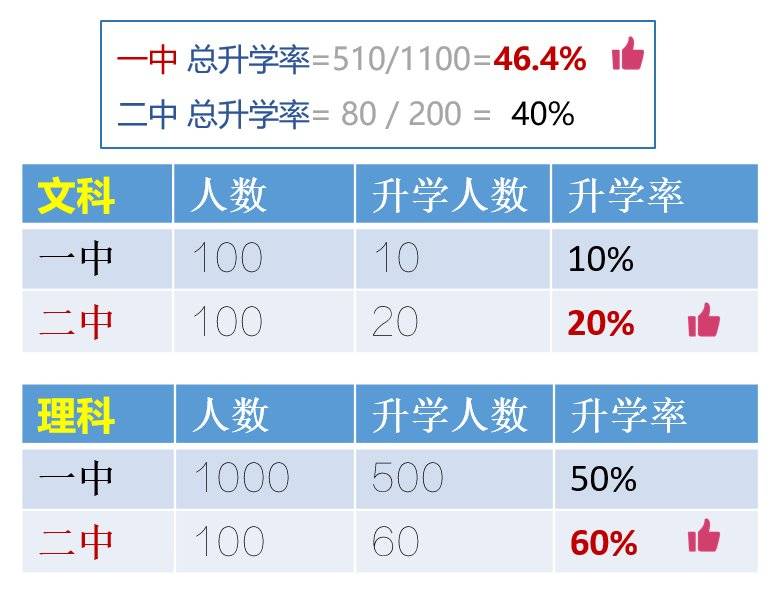 一中 总升学率=510/1100=46.4%
二中 总升学率= 80 / 200 = 40%
文科 人数 升学人数 升学率
一中 100 10 10%
二中 100 20 20%
理科 人数 升学人数 升学率
一中 1000 500 50%
二中 100 60 60%